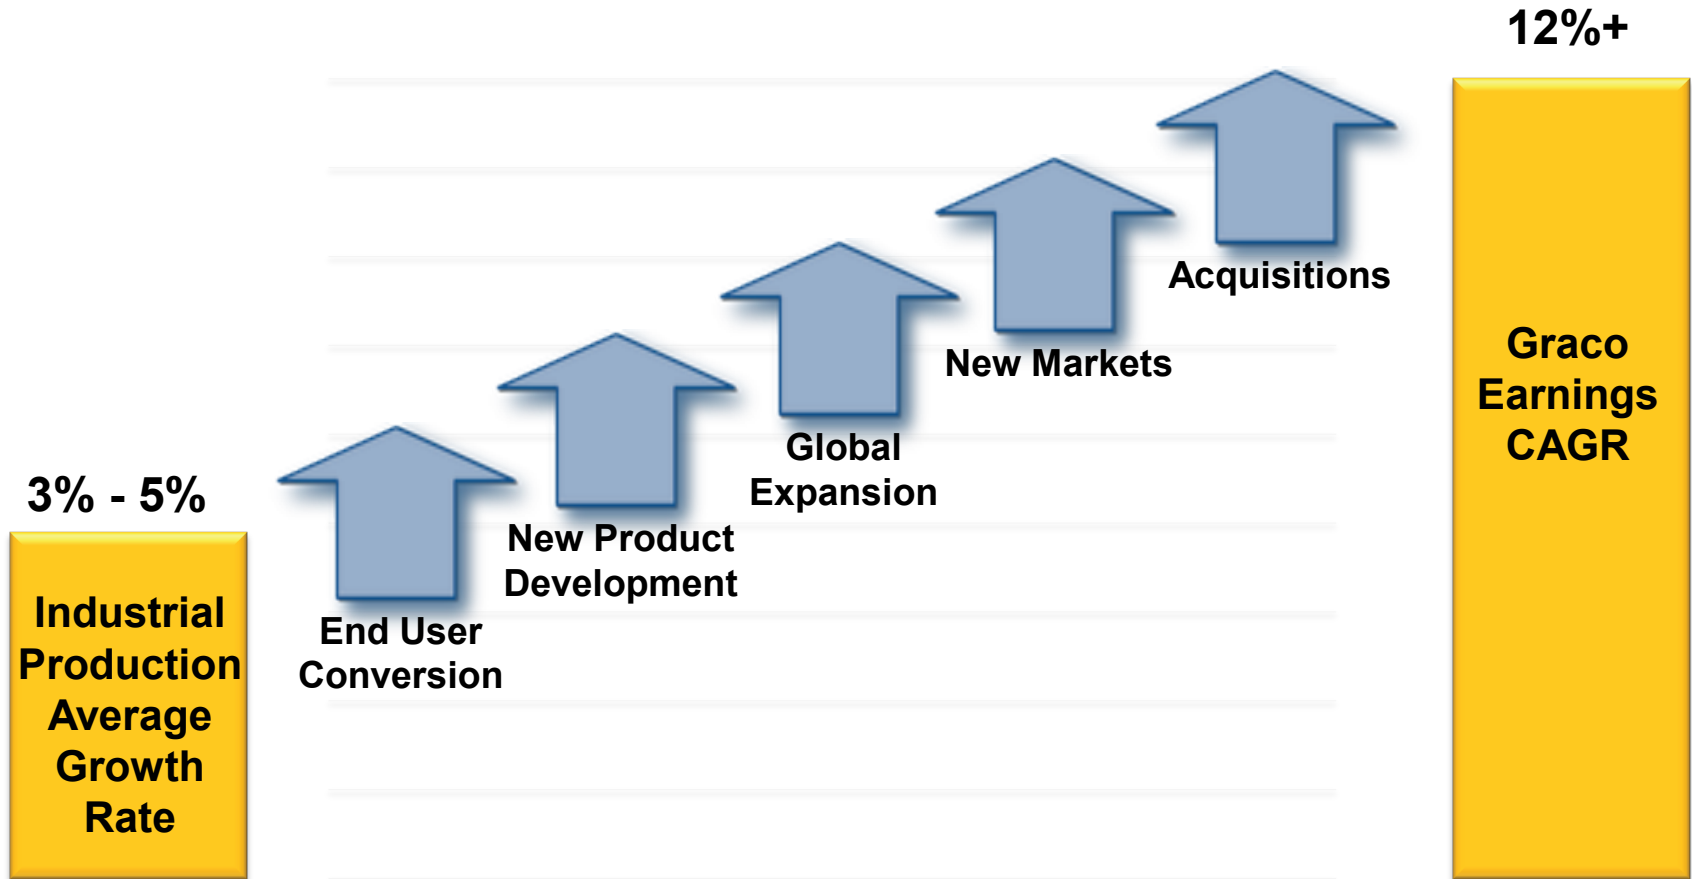 12%+
Acquisitions
New Markets
Graco
Earnings
CAGR
Global
Expansion
3% - 5%
New Product
Development
Industrial
Production
Average
Growth
Rate
End User
Conversion